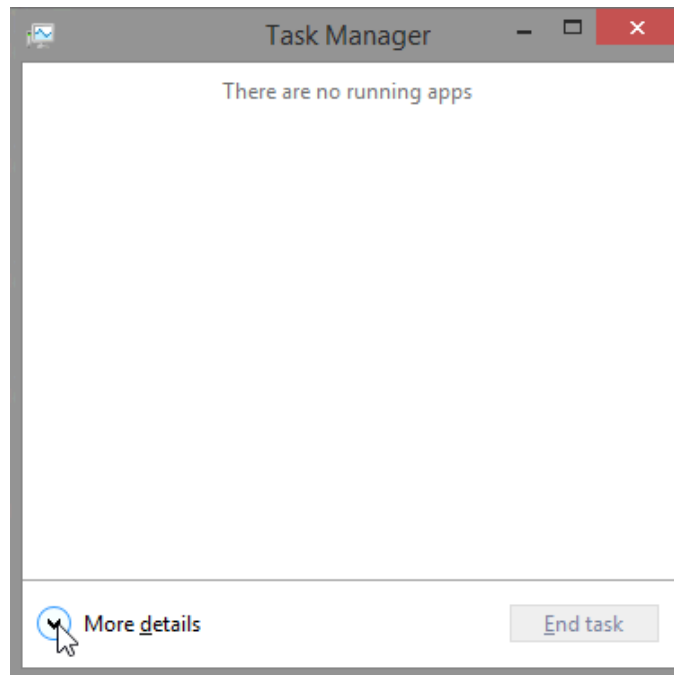 Task Manager
There are no running apps
More details
End task